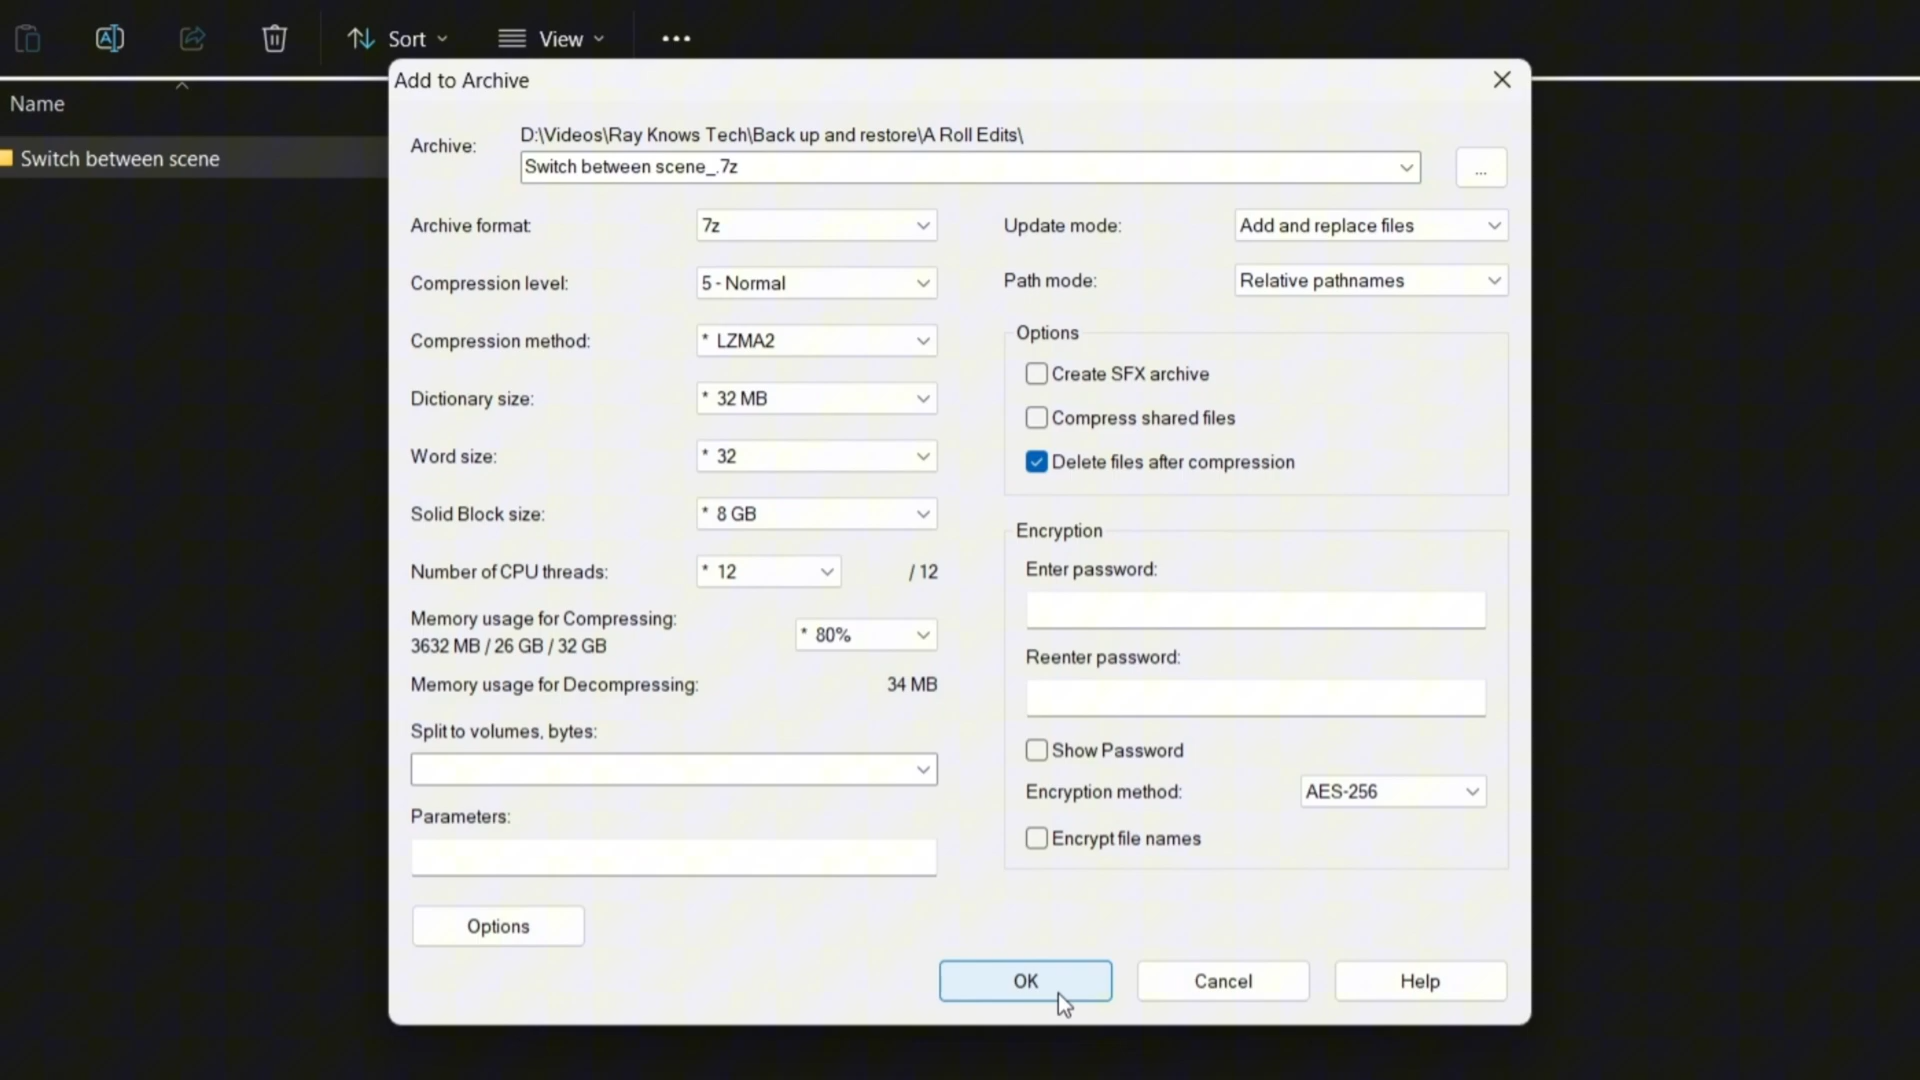 Sort
View
Name
Switch between scene
Add to Archive
Archive:
D:\Videos\Ray Knows Tech\Back up and restore\A Roll Edits\
Switch between scene_.7z
...
Archive format:
7z
Compression level:
5 - Normal
Compression method:
* LZMA2
Dictionary size:
* 32 MB
Word size:
* 32
Solid Block size:
* 8 GB
Number of CPU threads:
* 12
/ 12
Memory usage for Compressing:
3632 MB / 26 GB / 32 GB
* 80%
Memory usage for Decompressing:
34 MB
Split to volumes, bytes:
Parameters:
Options
Update mode:
Add and replace files
Path mode:
Relative pathnames
Options
Create SFX archive
Compress shared files
Delete files after compression
Encryption
Enter password:
Reenter password:
Show Password
Encryption method:
AES-256
Encrypt file names
OK
Cancel
Help